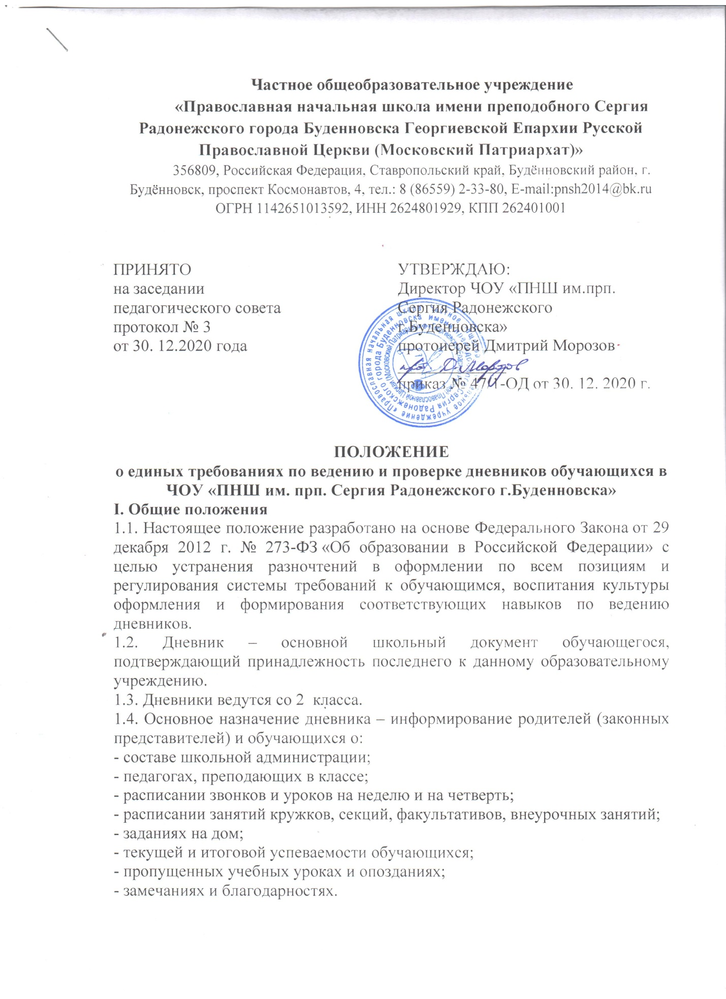 Частное общеобразовательное учреждение
«Православная начальная школа имени преподобного Сергия
Радонежского города Буденновска Георгиевской Епархии Русской
Православной Церкви (Московский Патриархат)»
356809, Российская Федерация, Ставропольский край, Будённовский район, г.
Будённовск, проспект Космонавтов, 4, тел.: 8 (86559) 2-33-80, E-mail:pnsh2014@bk.ru
ОГРН 1142651013592, ИНН 2624801929, КПП 262401001
ПРИНЯТО
на заседании
педагогического совета
протокол № 3
от 30. 12.2020 года
УТВЕРЖДАЮ:
Директор ЧОУ «ПНШ им.прп.
Сергия Радонежского
г.Буденновска»
протоиерей Дмитрий Морозов
прот Д. Морозов
приказ № 47/1-ОД от 30. 12. 2020 г.
ПОЛОЖЕНИЕ
о единых требованиях по ведению и проверке дневников обучающихся в
ЧОУ «ПНШ им. прп. Сергия Радонежского г.Буденновска»
I. Общие положения
1.1. Настоящее положение разработано на основе Федерального Закона от 29
декабря 2012 г. № 273-ФЗ «Об образовании в Российской Федерации» с
целью устранения разночтений в оформлении по всем позициям и
регулирования системы требований к обучающимся, воспитания культуры
оформления и формирования соответствующих навыков по ведению
дневников.
1.2. Дневник – основной школьный документ обучающегося,
подтверждающий принадлежность последнего к данному образовательному
учреждению.
1.3. Дневники ведутся со 2 класса.
1.4. Основное назначение дневника – информирование родителей (законных
представителей) и обучающихся о:
- составе школьной администрации;
- педагогах, преподающих в классе;
- расписании звонков и уроков на неделю и на четверть;
- расписании занятий кружков, секций, факультативов, внеурочных занятий;
- заданиях на дом;
- текущей и итоговой успеваемости обучающихся;
- пропущенных учебных уроках и опозданиях;
- замечаниях и благодарностях.